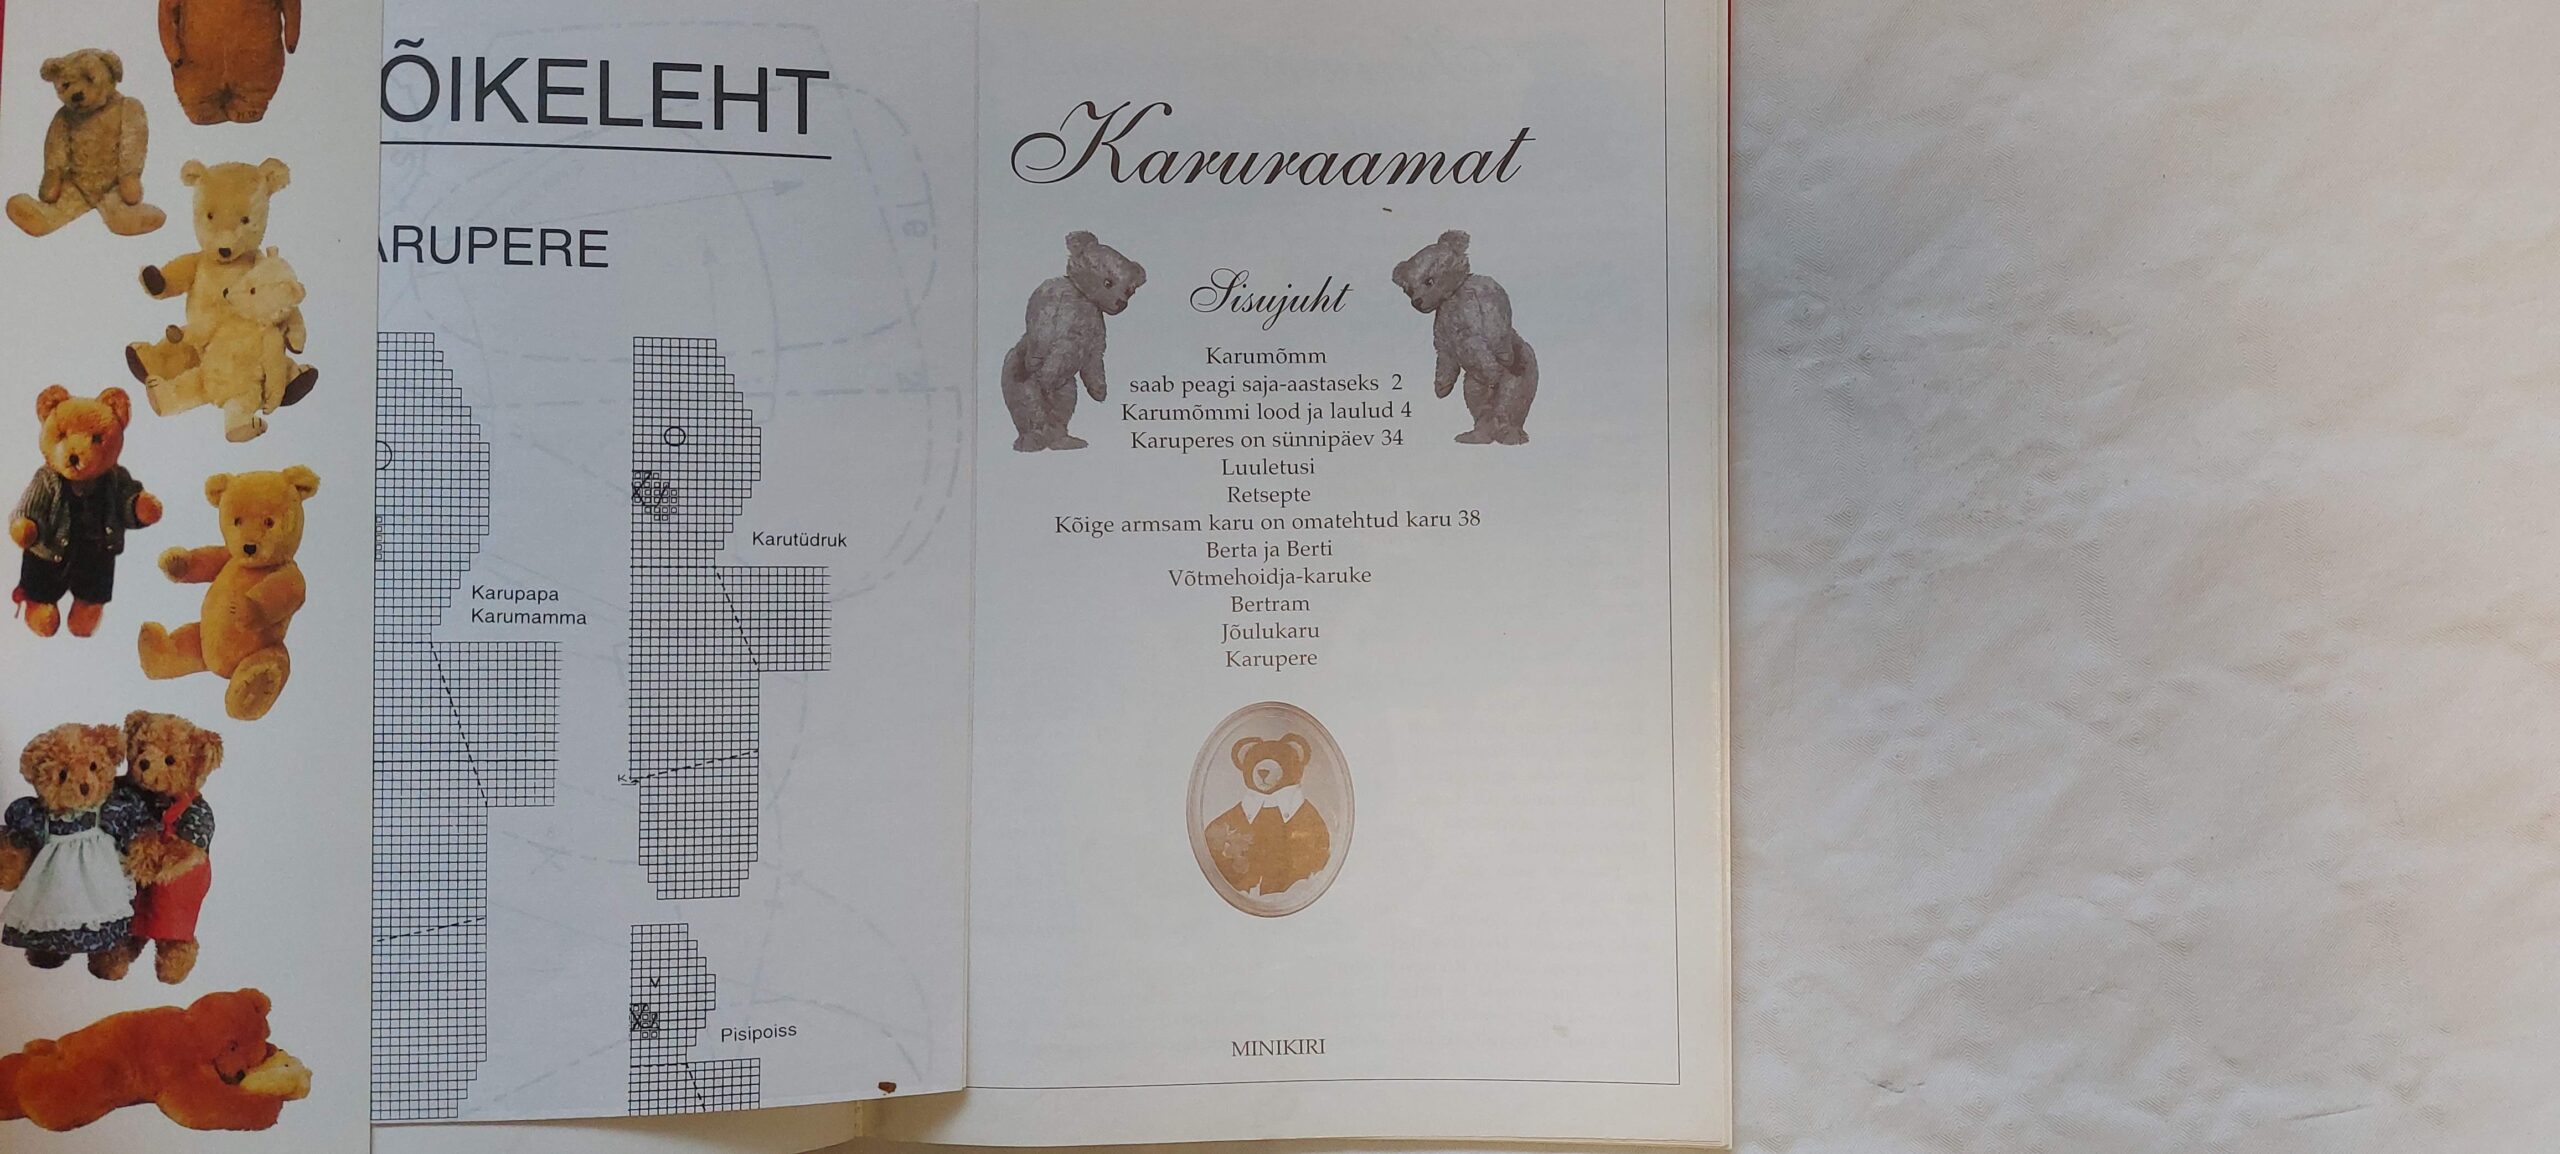 ÕIKELEHT
ARUPERE
Karutüdruk
Karupapa
Karumamma
K
Pisipoiss
Karuraamat
Sisujuht
Karumõmm
saab peagi saja-aastaseks 2
Karumõmmi lood ja laulud 4
Karuperes on sünnipäev 34
Luuletusi
Retsepte
Kõige armsam karu on omatehtud karu 38
Berta ja Berti
Võtmehoidja-karuke
Bertram
Jõulukaru
Karupere
MINIKIRI